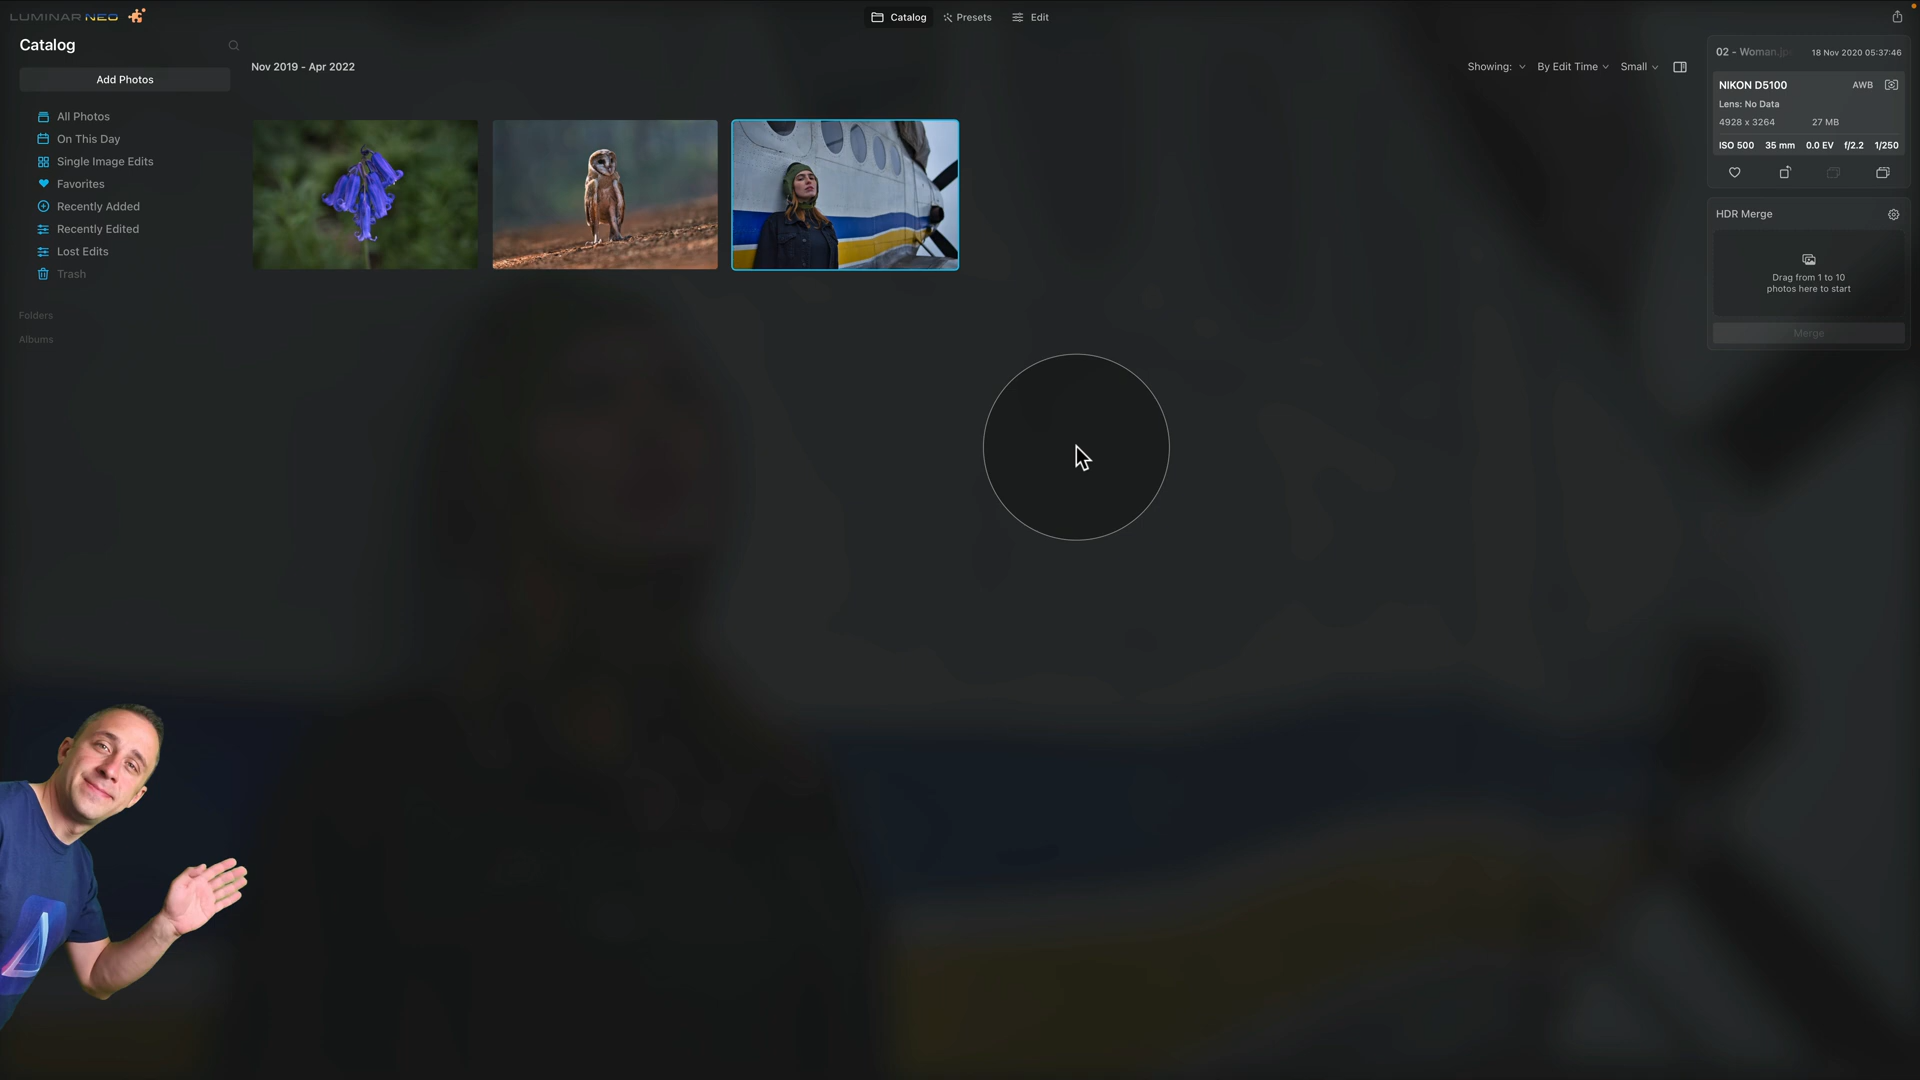 LUMINAR NEO
Catalog
Presets
Edit
Catalog
Add Photos
All Photos
On This Day
Single Image Edits
Favorites
Recently Added
Recently Edited
Lost Edits
Trash
Folders
Albums
Nov 2019 - Apr 2022
Showing:
By Edit Time
Small
02 - Woman.jp 18 Nov 2020 05:37:46
NIKON D5100 AWB
Lens: No Data
4928 x 3264 27 MB
ISO 500 35 mm 0.0 EV f/2.2 1/250
HDR Merge
Drag from 1 to 10
photos here to start
Merge